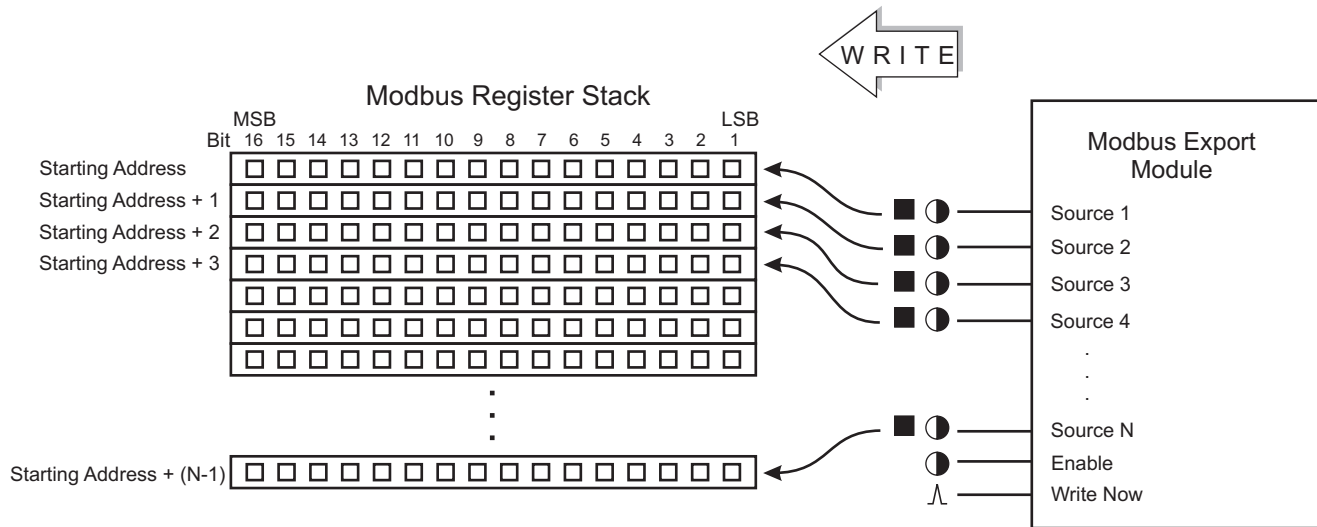 W R I T E
Modbus Register Stack
MSB LSB
Bit 16 15 14 13 12 11 10 9 8 7 6 5 4 3 2 1
Starting Address
Starting Address + 1
Starting Address + 2
Starting Address + 3
Starting Address + (N-1)
Modbus Export
Module
Source 1
Source 2
Source 3
Source 4
.
.
.
Source N
Enable
Write Now